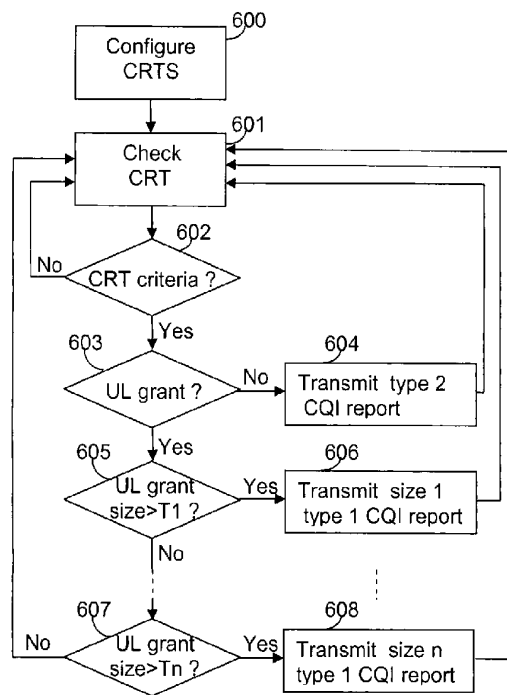 600
Configure
CRTS
601
Check
CRT
602
No
CRT criteria ?
Yes
603
604
UL grant ?
No
Transmit type 2
CQI report
Yes
605
606
UL grant
size>T1 ?
Yes
Transmit size 1
type 1 CQI report
No
607
608
No
UL grant
size>Tn ?
Yes
Transmit size n
type 1 CQI report